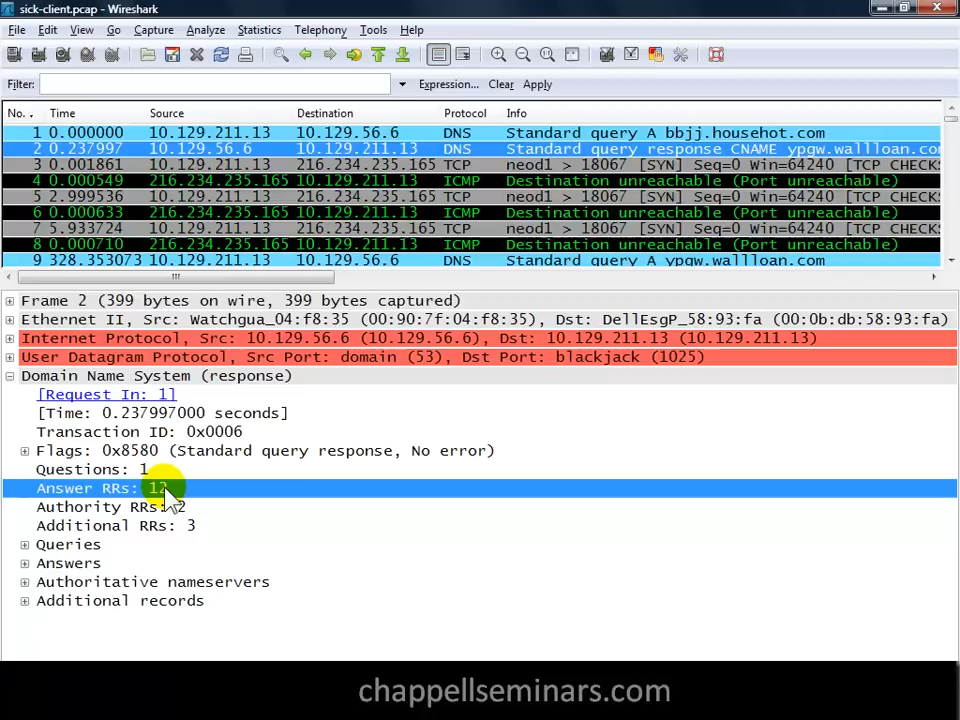 sick-client.pcap - Wireshark
File Edit View Go Capture Analyze Statistics Telephony Tools Help
Filter: Expression... Clear Apply
No. . Time Source Destination Protocol Info
1 0.000000 10.129.211.13 10.129.56.6 DNS Standard query A bbjj.househot.com
2 0.237997 10.129.56.6 10.129.211.13 DNS Standard query response CNAME ypgw.wallloan.com
3 0.001861 10.129.211.13 216.234.235.165 TCP neod1 > 18067 [SYN] Seq=0 Win=64240 [TCP CHECKS
4 0.000549 216.234.235.165 10.129.211.13 ICMP Destination unreachable (Port unreachable)
5 2.999536 10.129.211.13 216.234.235.165 TCP neod1 > 18067 [SYN] Seq=0 Win=64240 [TCP CHECKS
6 0.000633 216.234.235.165 10.129.211.13 ICMP Destination unreachable (Port unreachable)
7 5.933724 10.129.211.13 216.234.235.165 TCP neod1 > 18067 [SYN] Seq=0 Win=64240 [TCP CHECKS
8 0.000710 216.234.235.165 10.129.211.13 ICMP Destination unreachable (Port unreachable)
9 328.353073 10.129.211.13 10.129.56.6 DNS Standard query A ypgw.wallloan.com
Frame 2 (399 bytes on wire, 399 bytes captured)
Ethernet II, Src: Watchgua_04:f8:35 (00:90:7f:04:f8:35), Dst: DellEsgP_58:93:fa (00:0b:db:58:93:fa)
Internet Protocol, Src: 10.129.56.6 (10.129.56.6), Dst: 10.129.211.13 (10.129.211.13)
User Datagram Protocol, Src Port: domain (53), Dst Port: blackjack (1025)
Domain Name System (response)
[Request In: 1]
[Time: 0.237997000 seconds]
Transaction ID: 0x0006
Flags: 0x8580 (Standard query response, No error)
Questions: 1
Answer RRs: 12
Authority RRs: 2
Additional RRs: 3
Queries
Answers
Authoritative nameservers
Additional records
chappellseminars.com